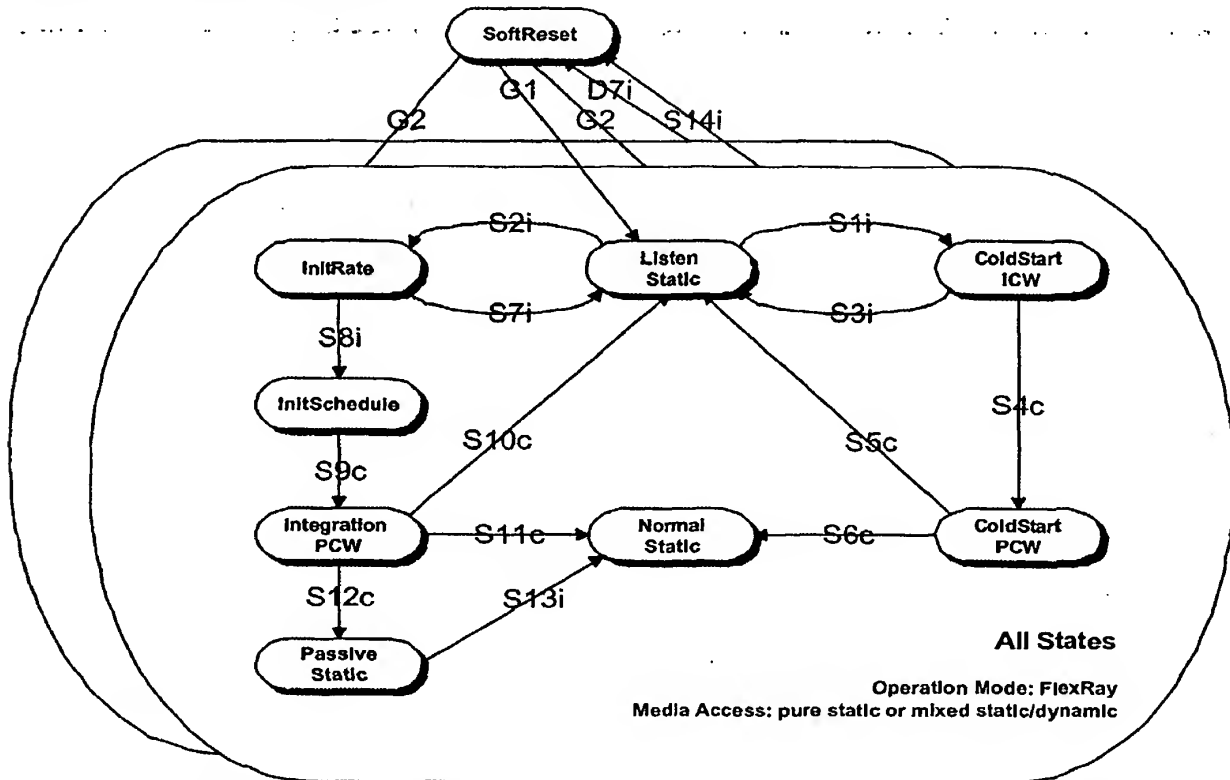 SoftReset
G2
G1
G2
D7i
S14i
S2i
S1i
InitRate
Listen
Static
ColdStart
ICW
S7i
S3i
S8i
InitSchedule
S4c
S10c
S5c
S9c
Integration
PCW
S11c
Normal
Static
S6c
ColdStart
PCW
S12c
S13i
Passive
Static
All States
Operation Mode: FlexRay
Media Access: pure static or mixed static/dynamic